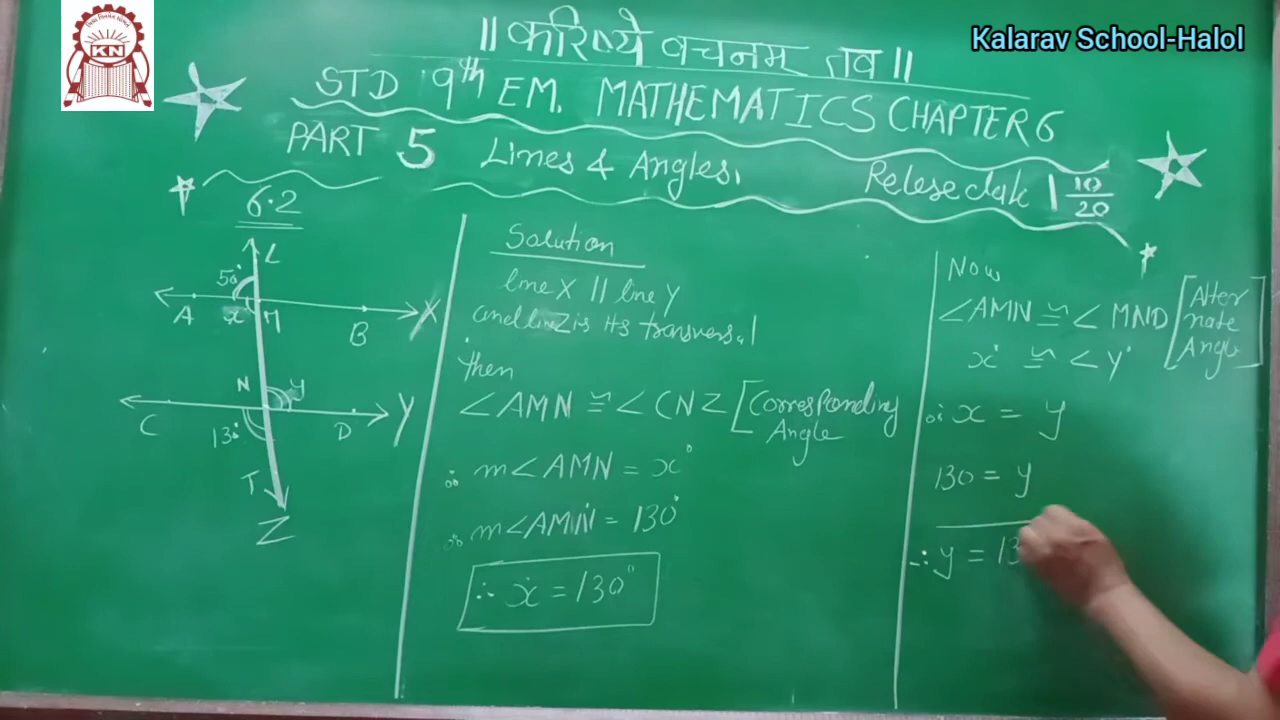 KN
Kalarav School-Halol
॥ करिष्ये वचनम् तव ॥
STD 9th EM. MATHEMATICS CHAPTER 6
PART 5 Lines & Angles.
Relese dak 1 10/20
6.2
L
50°
A x M B X
N y
C D Y
130°
T
Z
Solution
line X || line Y
and line Z is its transversal
then
∠AMN ≅ ∠CNZ [Corresponding Angle
∴ m∠AMN = x°
∴ m∠AMN = 130°
∴ x = 130°
Now
∠AMN ≅ ∠MND [Alternate Angle]
x° ≅ ∠y°
∴ x = y
130 = y
∴ y = 13